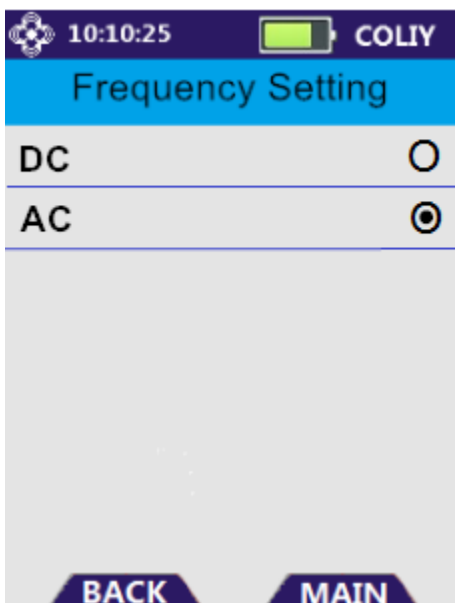 10:10:25 COLIY
Frequency Setting
DC
AC
BACK MAIN